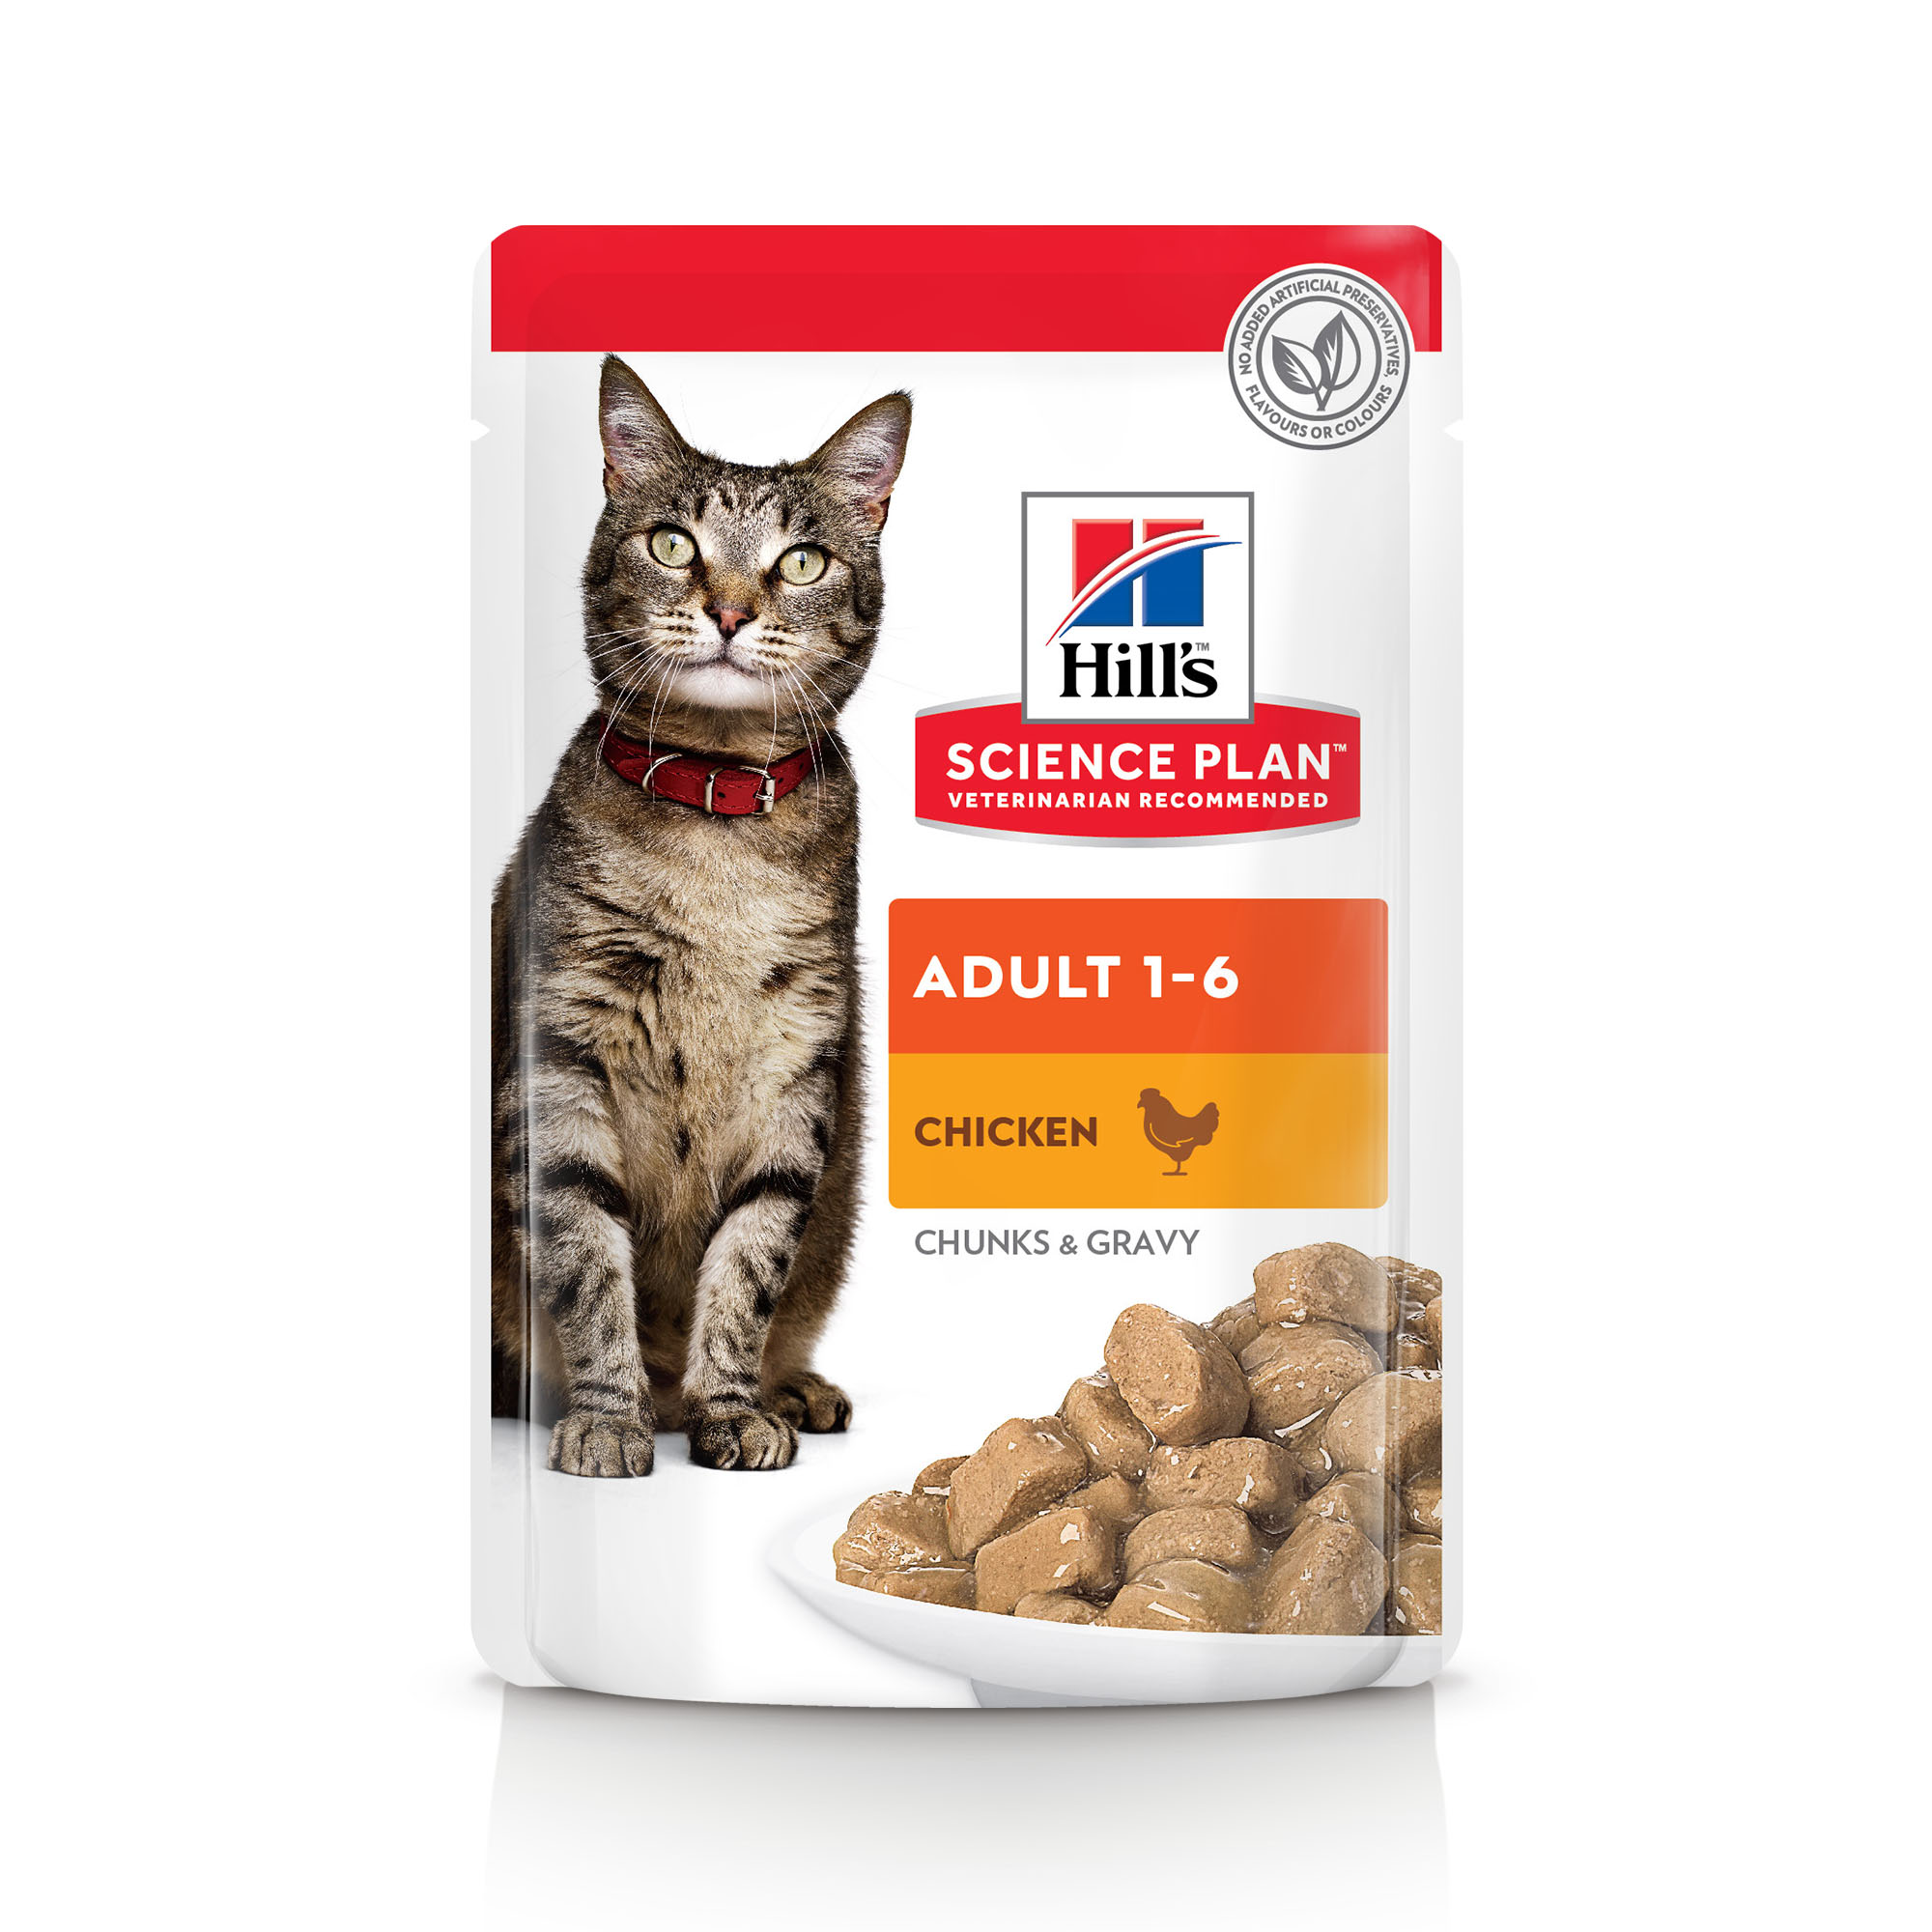 NO ADDED ARTIFICIAL PRESERVATIVES,
FLAVOURS OR COLOURS
Hill's™
SCIENCE PLAN™
VETERINARIAN RECOMMENDED
ADULT 1-6
CHICKEN
CHUNKS & GRAVY